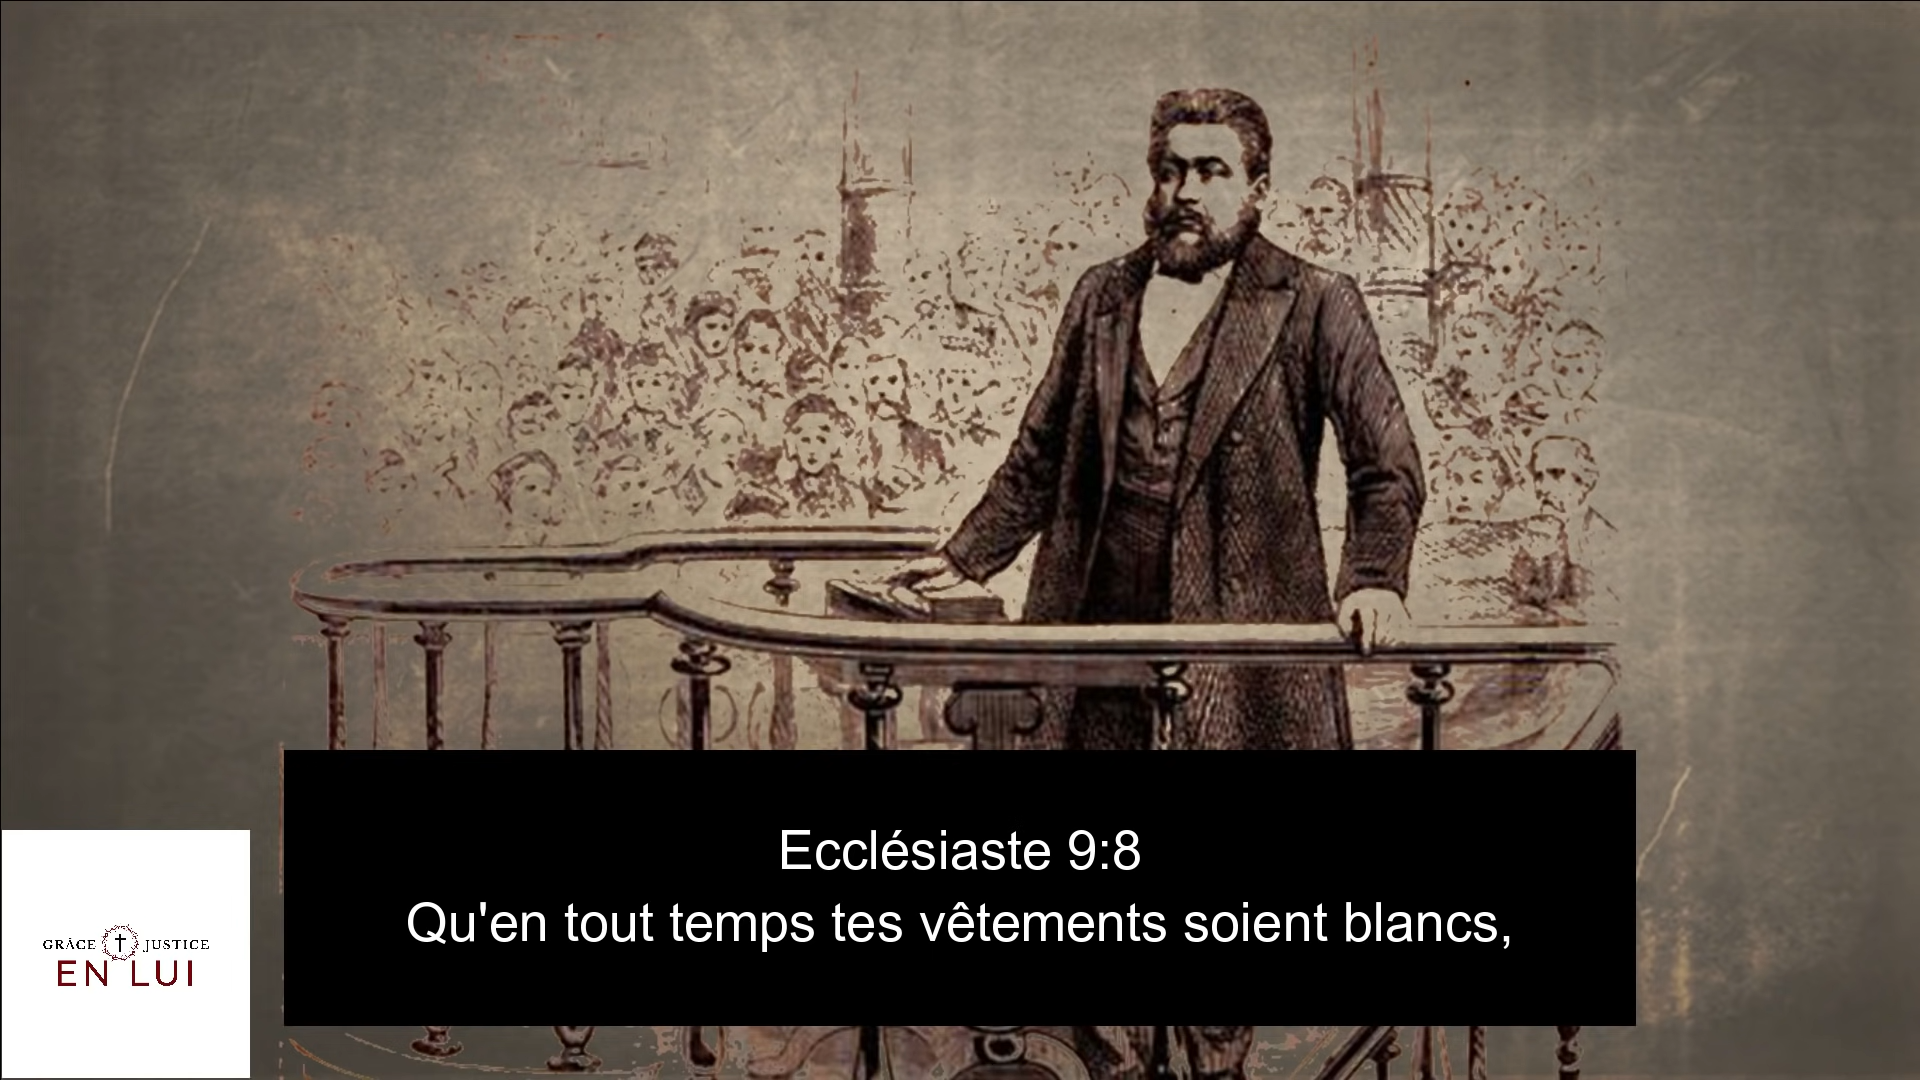 Ecclésiaste 9:8
Qu'en tout temps tes vêtements soient blancs,
GRÂCE JUSTICE
EN LUI